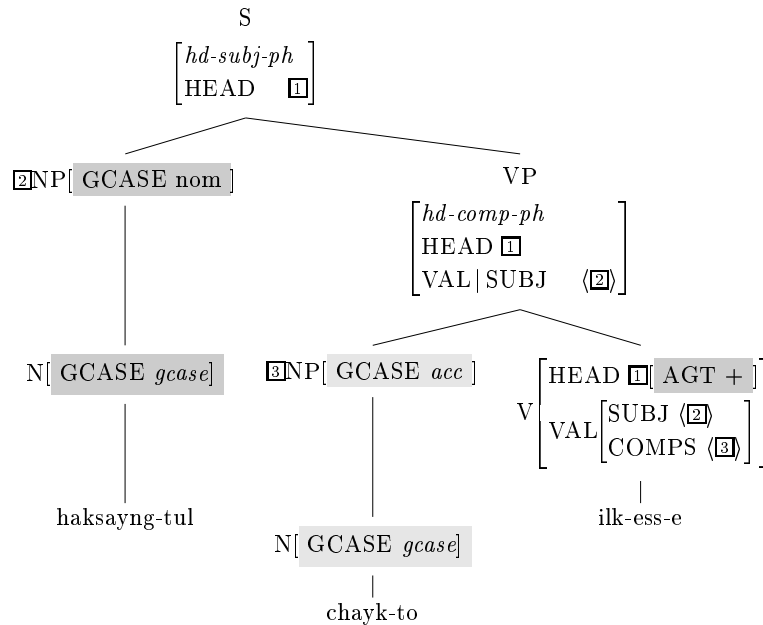 S
[hd-subj-ph
HEAD 1]
2NP[ GCASE nom ]
VP
[hd-comp-ph
HEAD 1
VAL|SUBJ ⟨2⟩]
N[ GCASE gcase]
3NP[ GCASE acc ]
V[HEAD 1[ AGT + ]
VAL[SUBJ ⟨2⟩
COMPS ⟨3⟩]]
haksayng-tul
ilk-ess-e
N[ GCASE gcase]
chayk-to